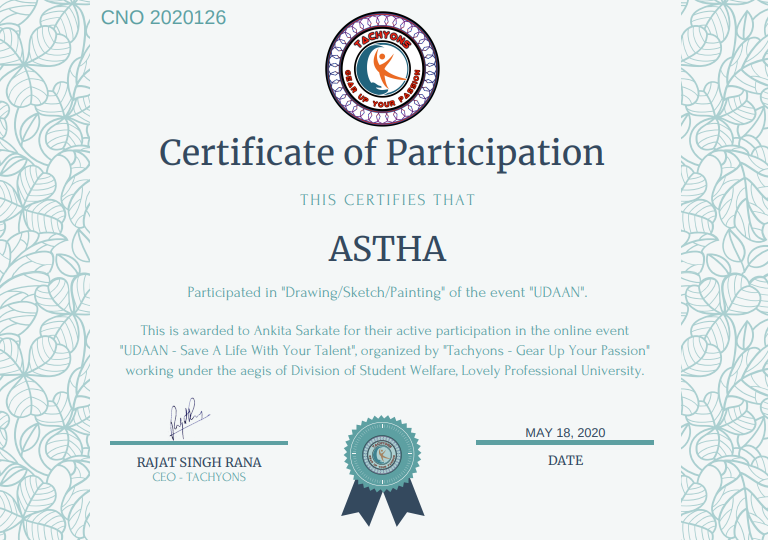 CNO 2020126
TACHYONS
GEAR UP YOUR PASSION
Certificate of Participation
THIS CERTIFIES THAT
ASTHA
Participated in "Drawing/Sketch/Painting" of the event "UDAAN".
This is awarded to Ankita Sarkate for their active participation in the online event
"UDAAN - Save A Life With Your Talent", organized by "Tachyons - Gear Up Your Passion"
working under the aegis of Division of Student Welfare, Lovely Professional University.
MAY 18, 2020
RAJAT SINGH RANA
DATE
CEO - TACHYONS